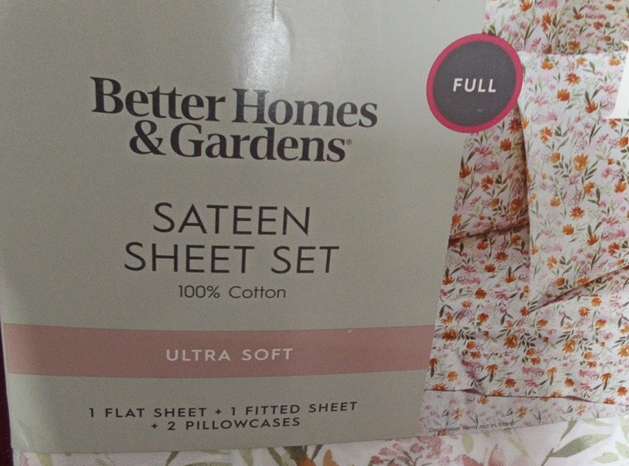 Better Homes
& Gardens®
FULL
SATEEN
SHEET SET
100% Cotton
ULTRA SOFT
1 FLAT SHEET + 1 FITTED SHEET
+ 2 PILLOWCASES